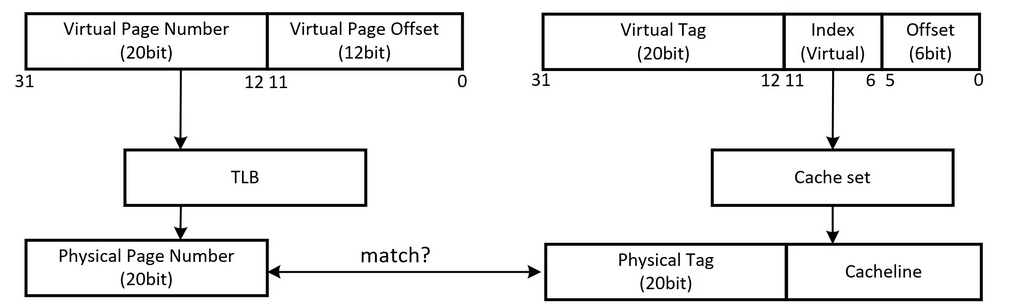 Virtual Page Number
(20bit)
Virtual Page Offset
(12bit)
31
12 11
0
Virtual Tag
(20bit)
Index
(Virtual)
Offset
(6bit)
31
12 11
6 5
0
TLB
Cache set
Physical Page Number
(20bit)
match?
Physical Tag
(20bit)
Cacheline